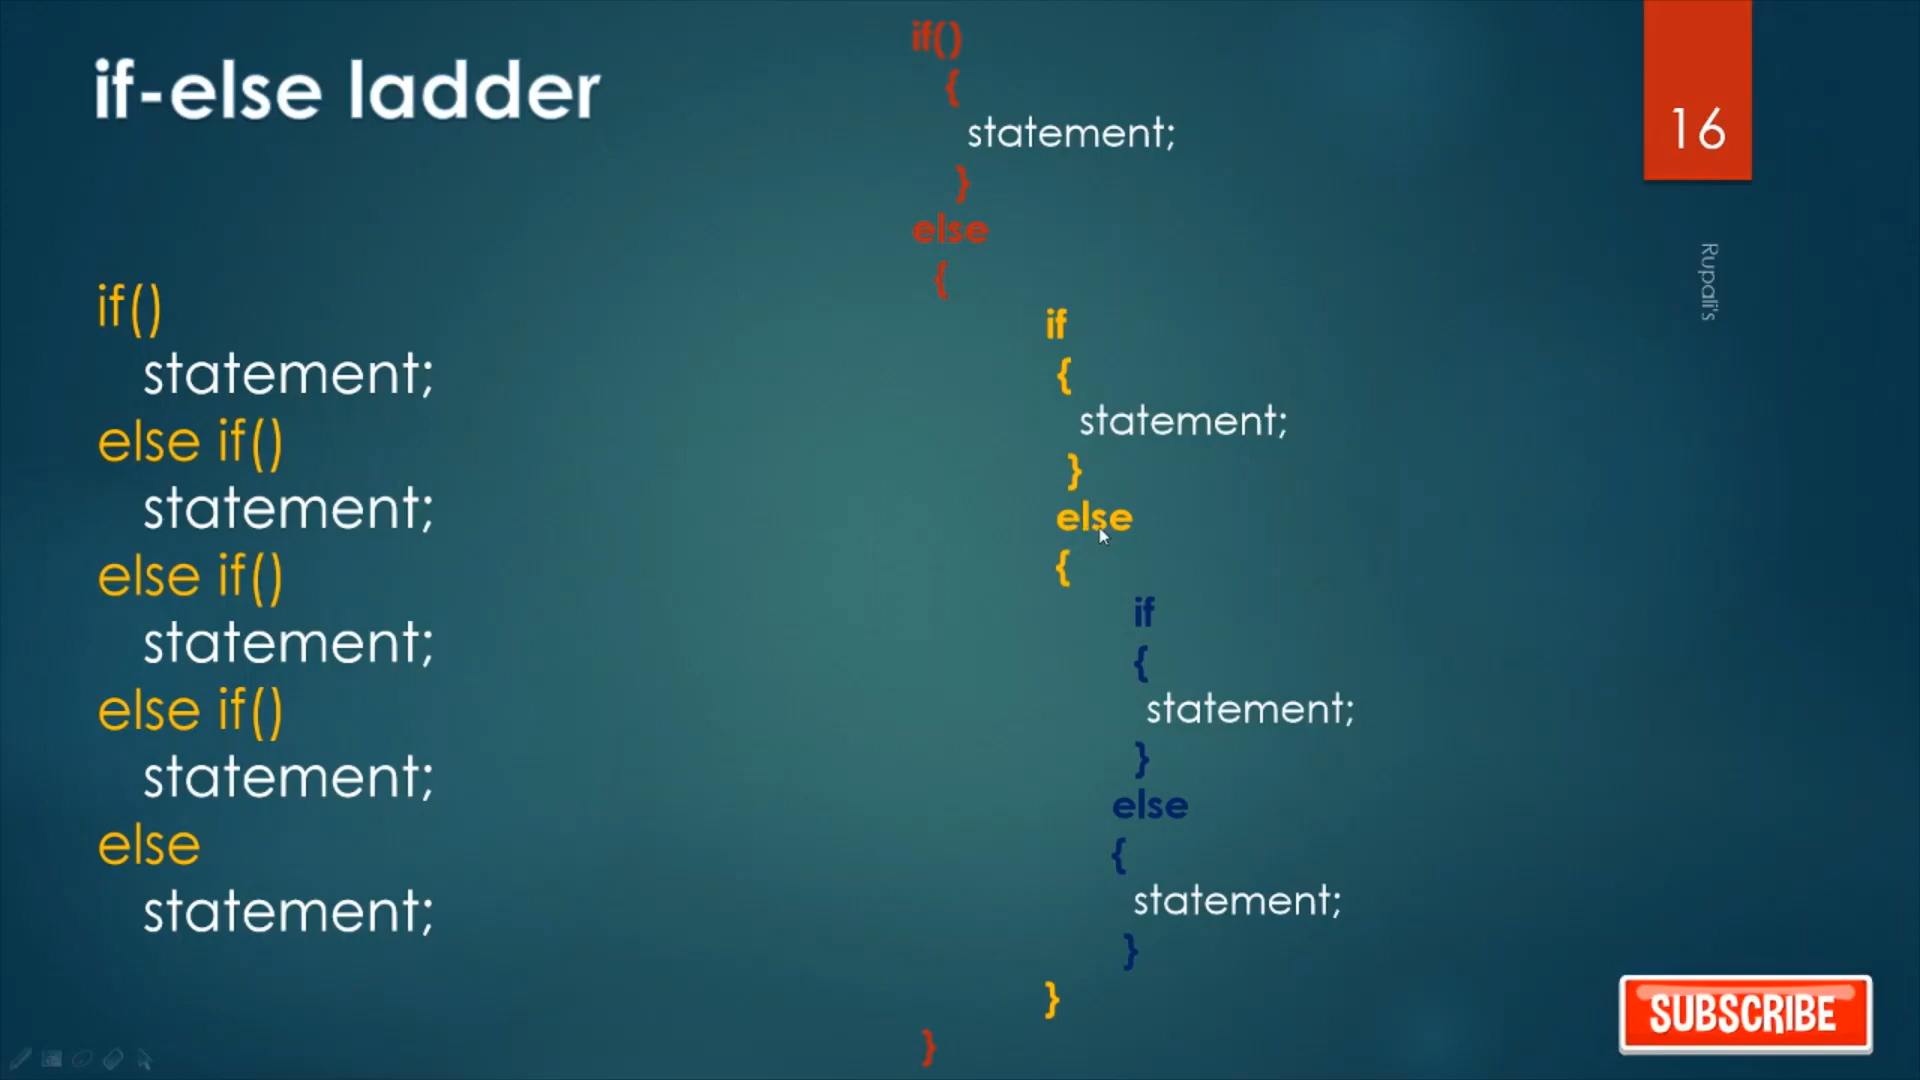 if-else ladder
if()
statement;
else if()
statement;
else if()
statement;
else if()
statement;
else
statement;
if()
{
statement;
}
else
{
if
{
statement;
}
else
{
if
{
statement;
}
else
{
statement;
}
}
}
16
Rupali's
SUBSCRIBE